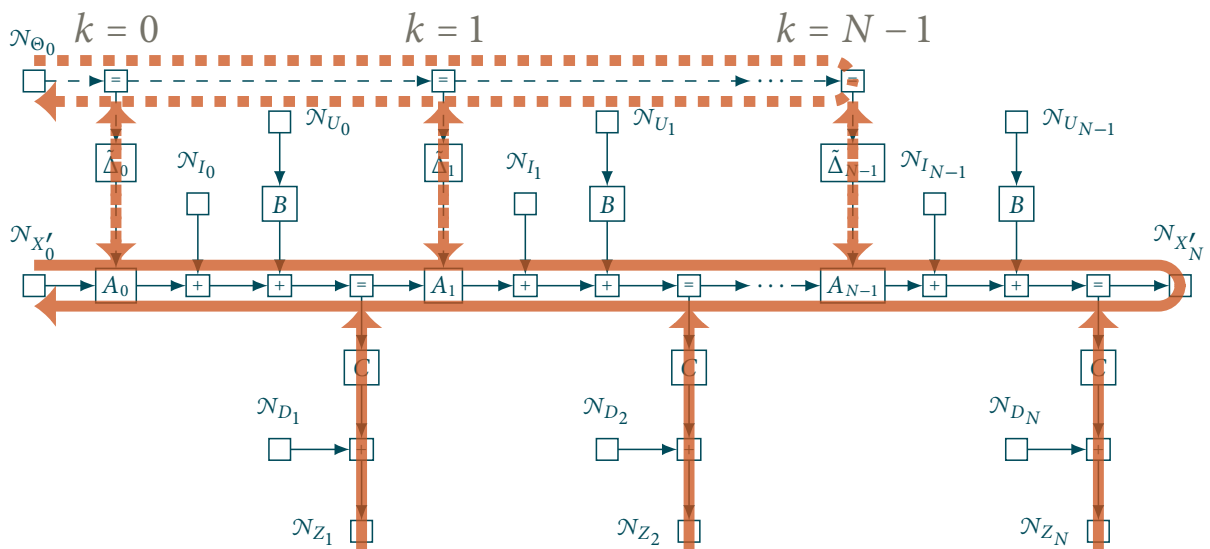 k = 0 k = 1 k = N − 1
𝒩_{Θ_0}
= = ··· =
𝒩_{U_0} 𝒩_{U_1} 𝒩_{U_{N−1}}
Δ̃_0 𝒩_{I_0} Δ̃_1 𝒩_{I_1} Δ̃_{N−1} 𝒩_{I_{N−1}}
B B B
𝒩_{X′_0} 𝒩_{X′_N}
A_0 + + = A_1 + + = ··· A_{N−1} + + =
C C C
𝒩_{D_1} 𝒩_{D_2} 𝒩_{D_N}
+ + +
𝒩_{Z_1} 𝒩_{Z_2} 𝒩_{Z_N}